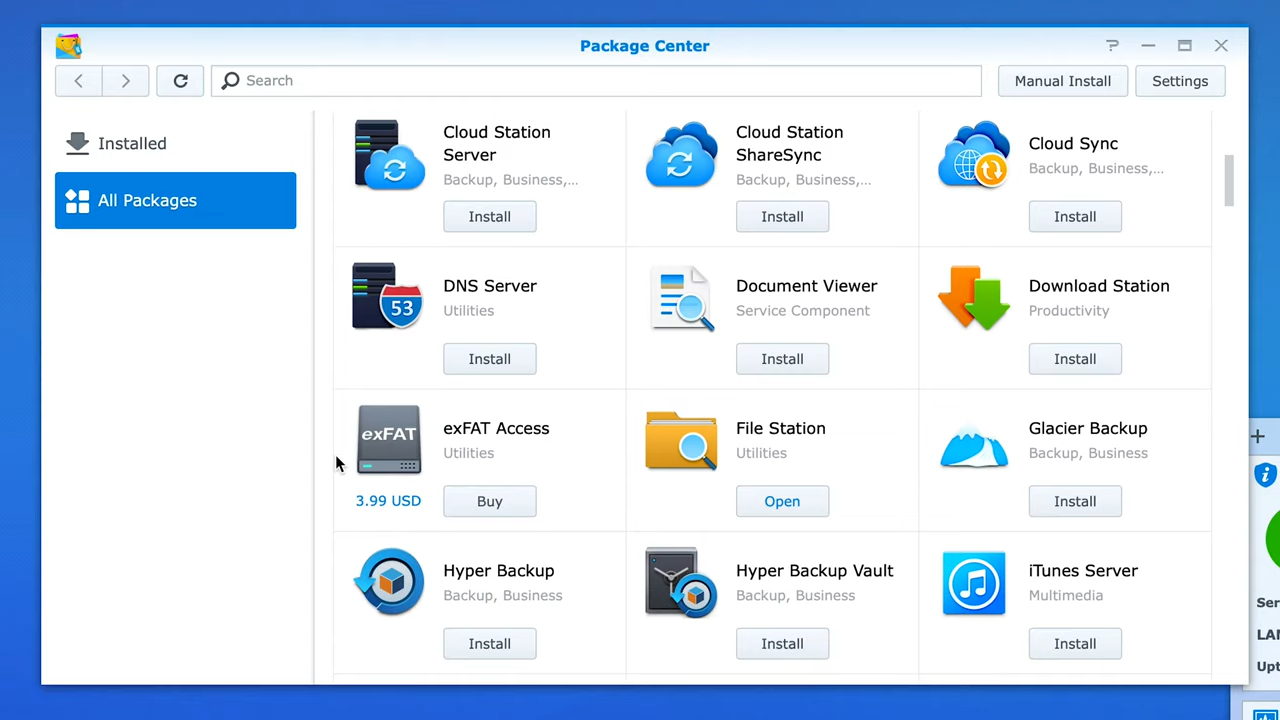 Package Center
Search
Manual Install
Settings
Installed
All Packages
Cloud Station
Server
Backup, Business,...
Install
Cloud Station
ShareSync
Backup, Business,...
Install
Cloud Sync
Backup, Business,...
Install
53
DNS Server
Utilities
Install
Document Viewer
Service Component
Install
Download Station
Productivity
Install
exFAT
exFAT Access
Utilities
3.99 USD
Buy
File Station
Utilities
Open
Glacier Backup
Backup, Business
Install
Hyper Backup
Backup, Business
Install
Hyper Backup Vault
Backup, Business
Install
iTunes Server
Multimedia
Install
Ser
LAN
Upt